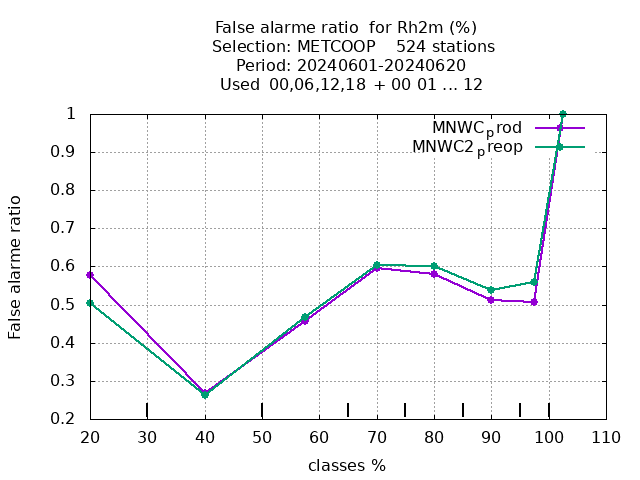 False alarme ratio  for Rh2m (%)
Selection: METCOOP    524 stations
Period: 20240601-20240620
Used  00,06,12,18  + 00 01 ... 12
MNWCprod
MNWC2preop
False alarme ratio
1
0.9
0.8
0.7
0.6
0.5
0.4
0.3
0.2
20 30 40 50 60 70 80 90 100 110
classes %